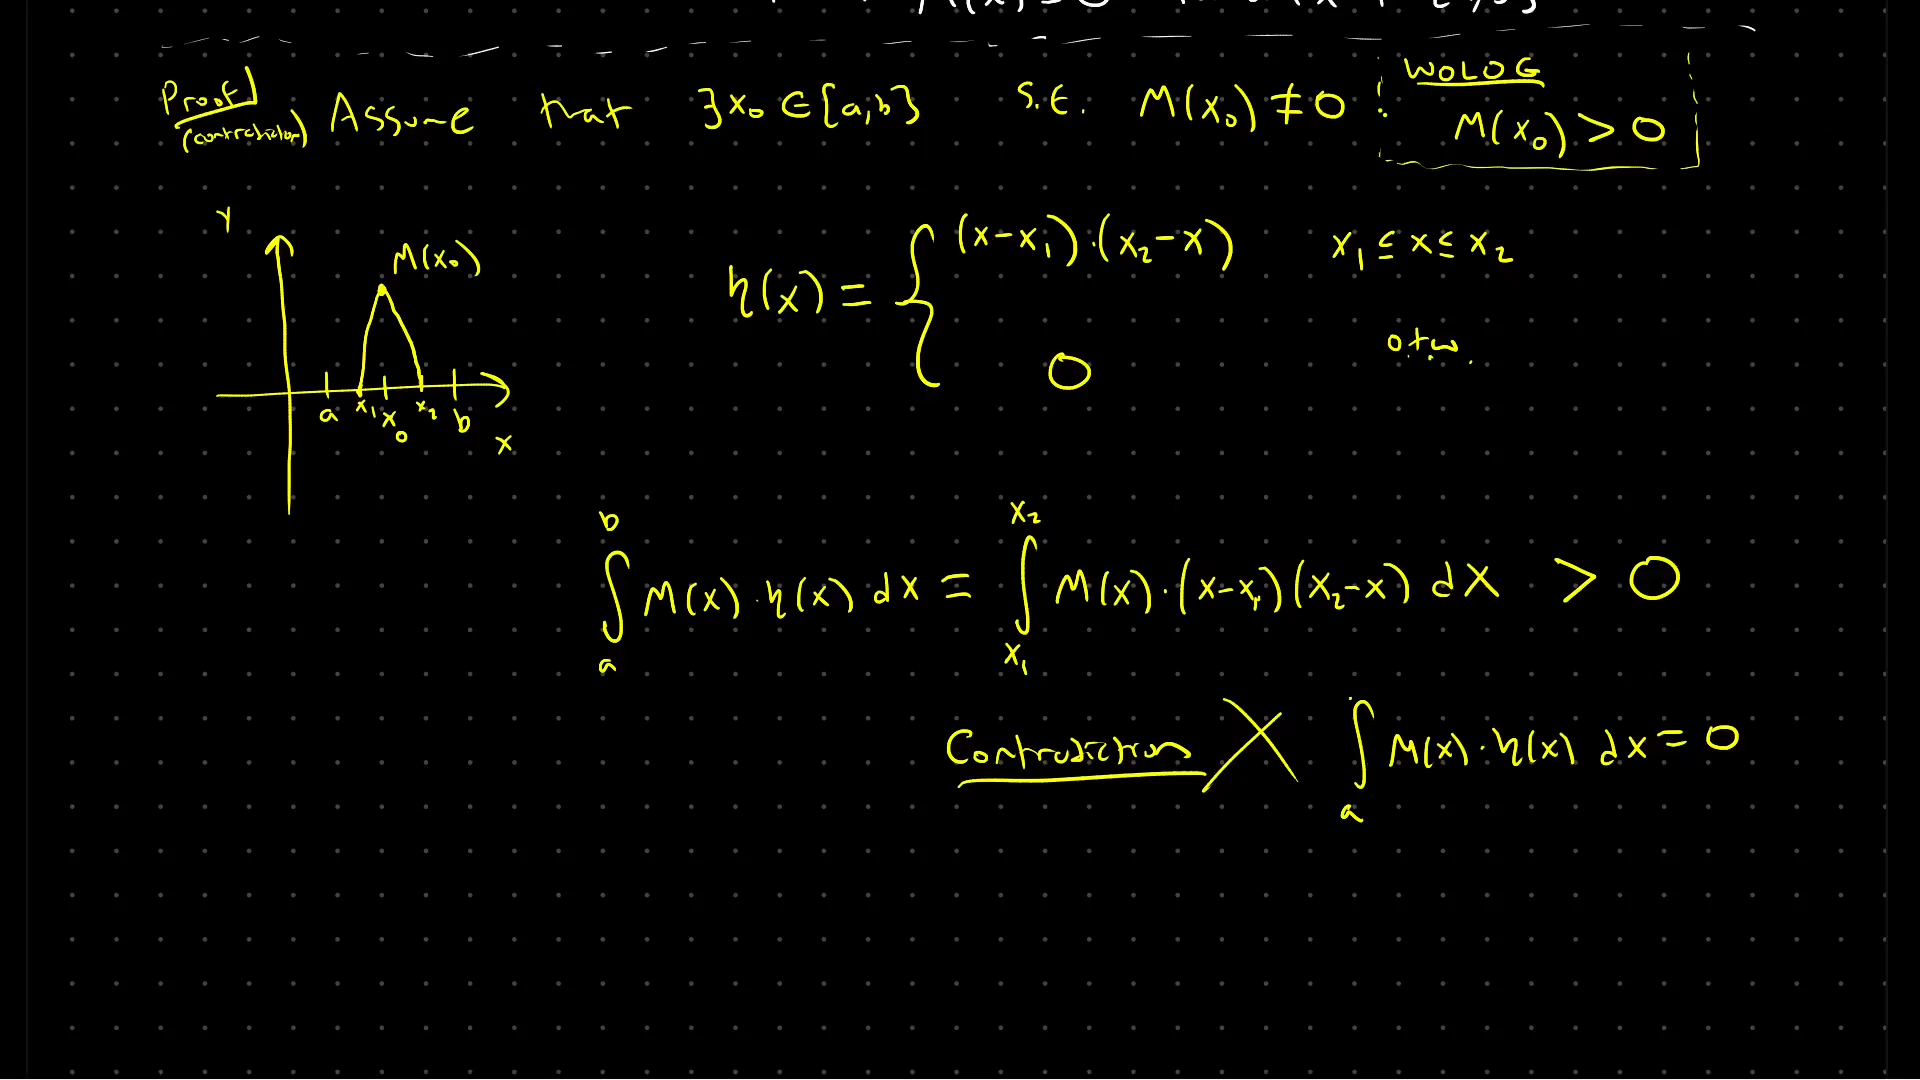 Proof (contradiction) Assume that ∃x₀ ∈ [a,b] s.t. M(x₀) ≠ 0 WOLOG M(x₀) > 0
Y
M(x₀)
a x₁ x₀ x₂ b
x
η(x) = { (x-x₁)·(x₂-x) x₁ ≤ x ≤ x₂
0 o.t.w.
∫ₐᵇ M(x)·η(x) dx = ∫ₓ₁ˣ² M(x)·(x-x₁)(x₂-x) dx > 0
Contradiction ∫ₐ M(x)·η(x) dx = 0